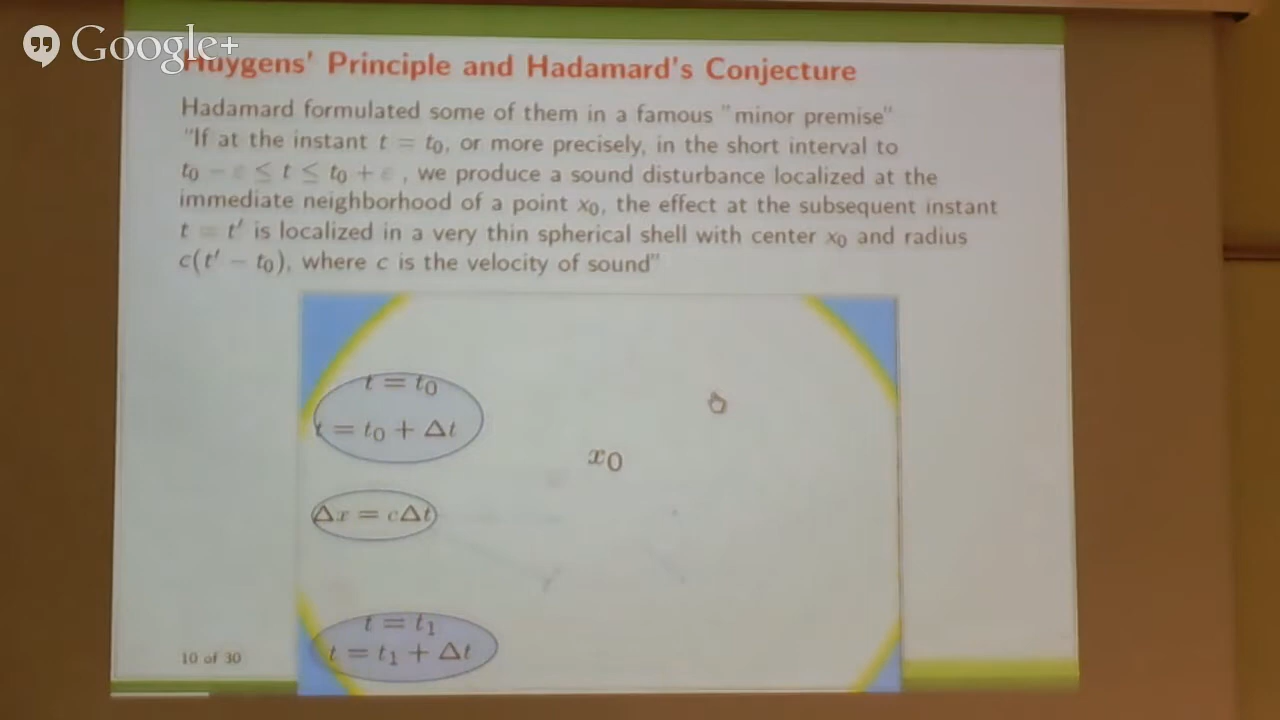 Google+
Huygens' Principle and Hadamard's Conjecture
Hadamard formulated some of them in a famous "minor premise"
"If at the instant t = t₀, or more precisely, in the short interval to
t₀ − ε ≤ t ≤ t₀ + ε , we produce a sound disturbance localized at the
immediate neighborhood of a point x₀, the effect at the subsequent instant
t = t′ is localized in a very thin spherical shell with center x₀ and radius
c(t′ − t₀), where c is the velocity of sound"
t = t₀
t = t₀ + Δt
x₀
Δx = cΔt
t = t₁
t = t₁ + Δt
10 of 30